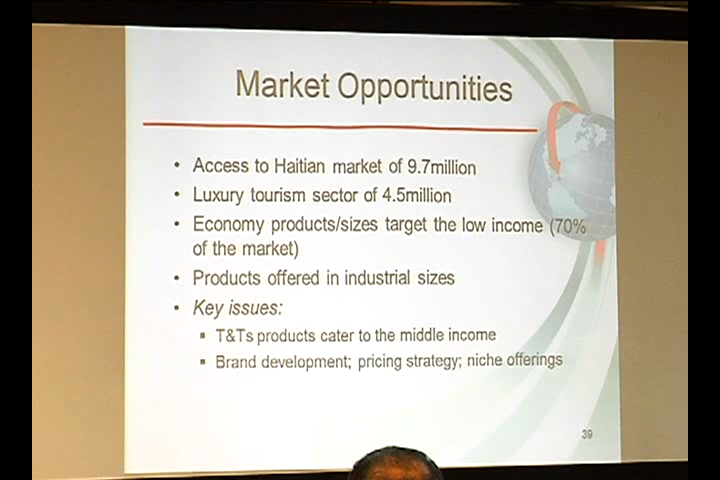 Market Opportunities
• Access to Haitian market of 9.7million
• Luxury tourism sector of 4.5million
• Economy products/sizes target the low income (70%
of the market)
• Products offered in industrial sizes
• Key issues:
▪ T&Ts products cater to the middle income
▪ Brand development; pricing strategy; niche offerings
39